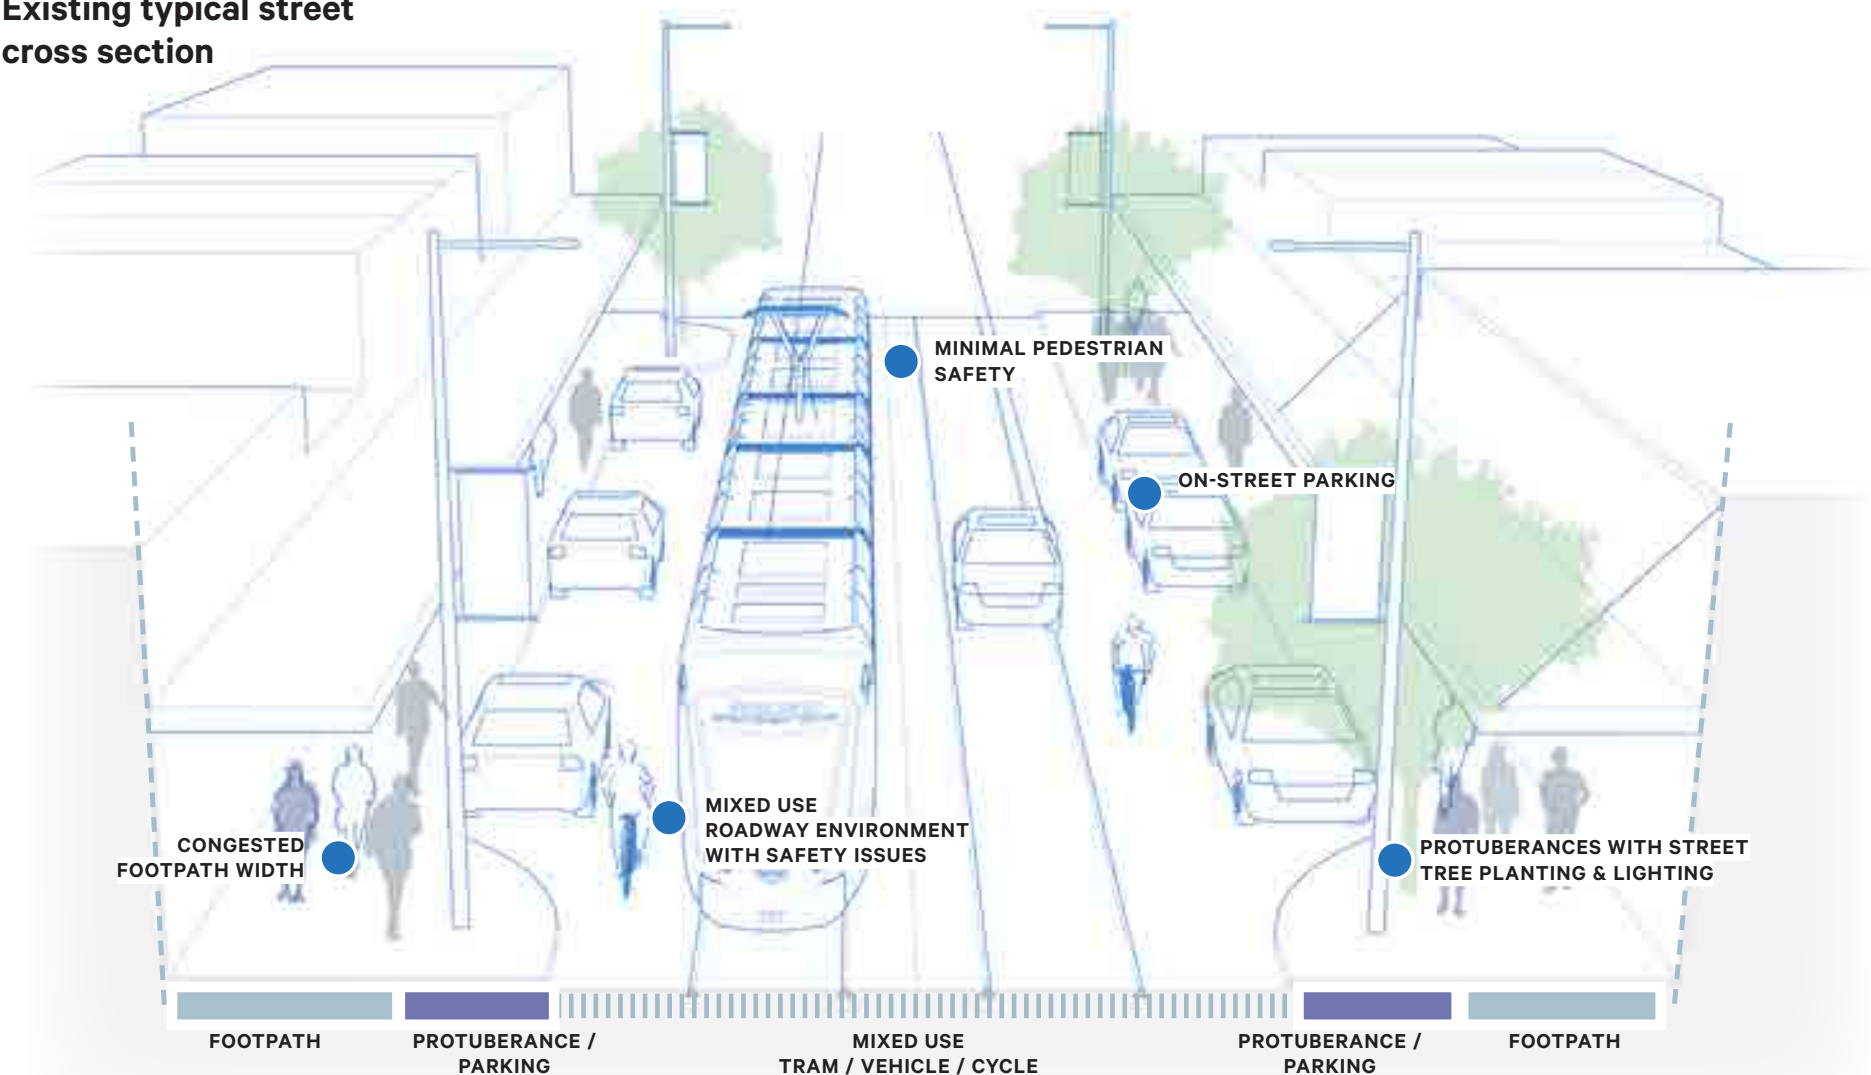 Existing typical street
cross section
MINIMAL PEDESTRIAN
SAFETY
ON-STREET PARKING
MIXED USE
ROADWAY ENVIRONMENT
WITH SAFETY ISSUES
CONGESTED
FOOTPATH WIDTH
PROTUBERANCES WITH STREET
TREE PLANTING & LIGHTING
FOOTPATH
PROTUBERANCE /
PARKING
MIXED USE
TRAM / VEHICLE / CYCLE
PROTUBERANCE /
PARKING
FOOTPATH